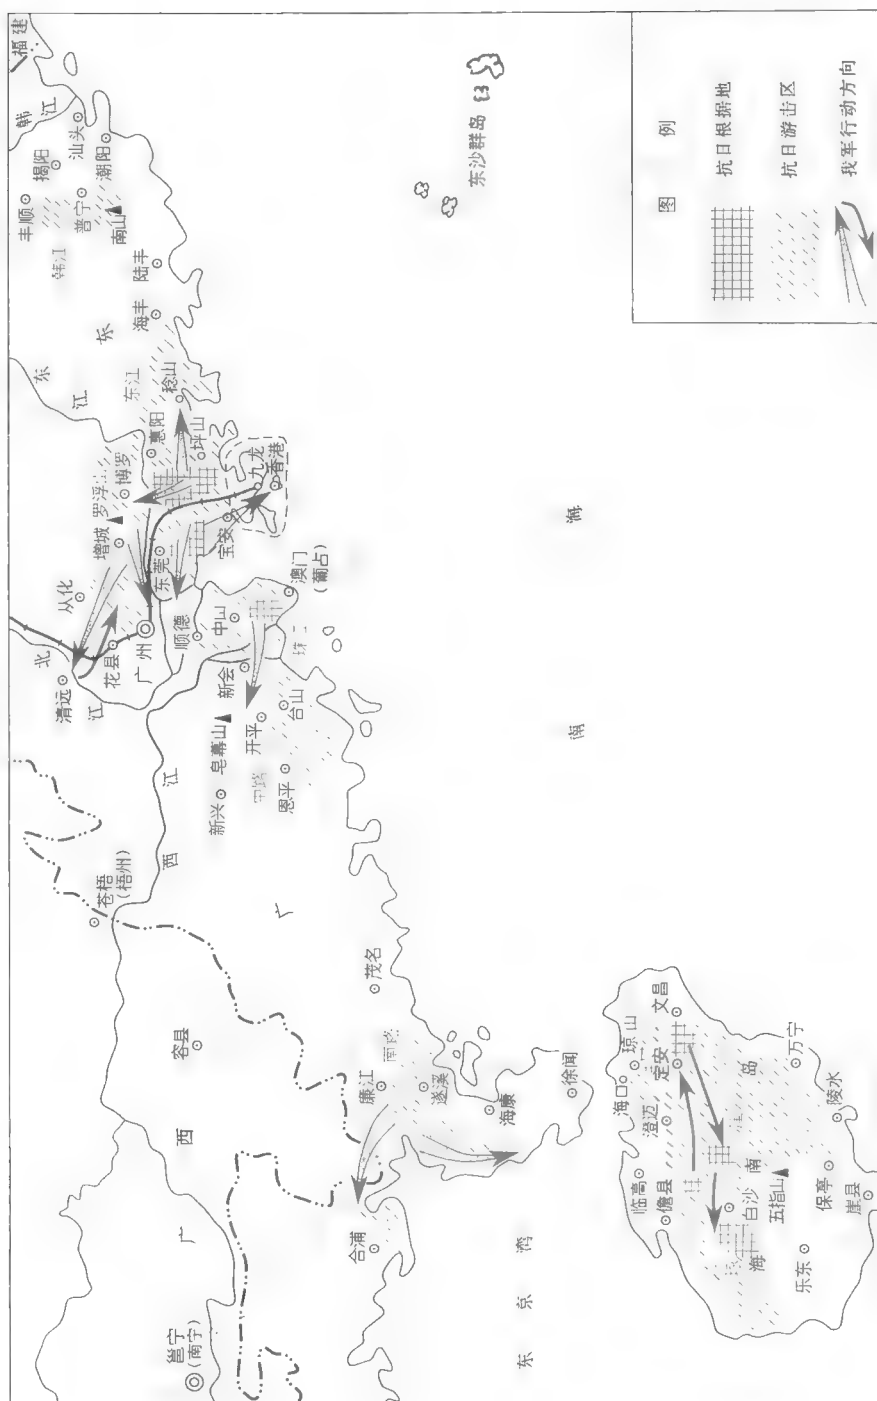 福建
韩江
汕头
揭阳
潮阳
丰顺
普宁
南山
韩江
陆丰
海丰
东
东江
东江
稔山
惠阳
坪山
博罗
罗浮山
增城
九龙
香港
宝安
东莞
从化
澳门
(葡占)
中山
顺德
广州
花县
北江
清远
新会
台山
开平
皂幕山
恩平
新兴
西江
苍梧
(梧州)
广
茂名
容县
南路
廉江
遂溪
海康
徐闻
合浦
广西
邕宁
(南宁)
东京湾
南海
东沙群岛
海口
琼山
文昌
定安
澄迈
临高
儋县
白沙
五指山
万宁
陵水
保亭
崖县
乐东
海南岛
图例
抗日根据地
抗日游击区
我军行动方向